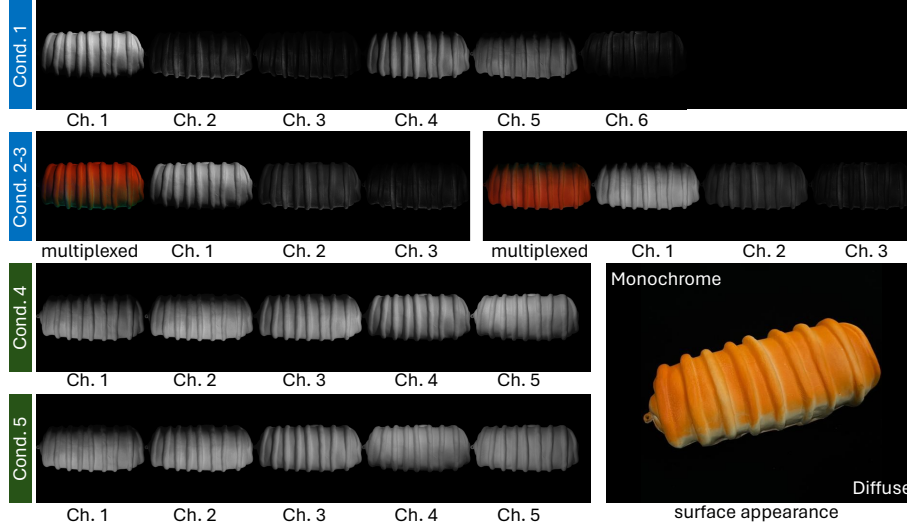 Cond. 1
Ch. 1 Ch. 2 Ch. 3 Ch. 4 Ch. 5 Ch. 6
Cond. 2-3
multiplexed Ch. 1 Ch. 2 Ch. 3 multiplexed Ch. 1 Ch. 2 Ch. 3
Cond. 4
Ch. 1 Ch. 2 Ch. 3 Ch. 4 Ch. 5
Cond. 5
Ch. 1 Ch. 2 Ch. 3 Ch. 4 Ch. 5
Monochrome
Diffuse
surface appearance